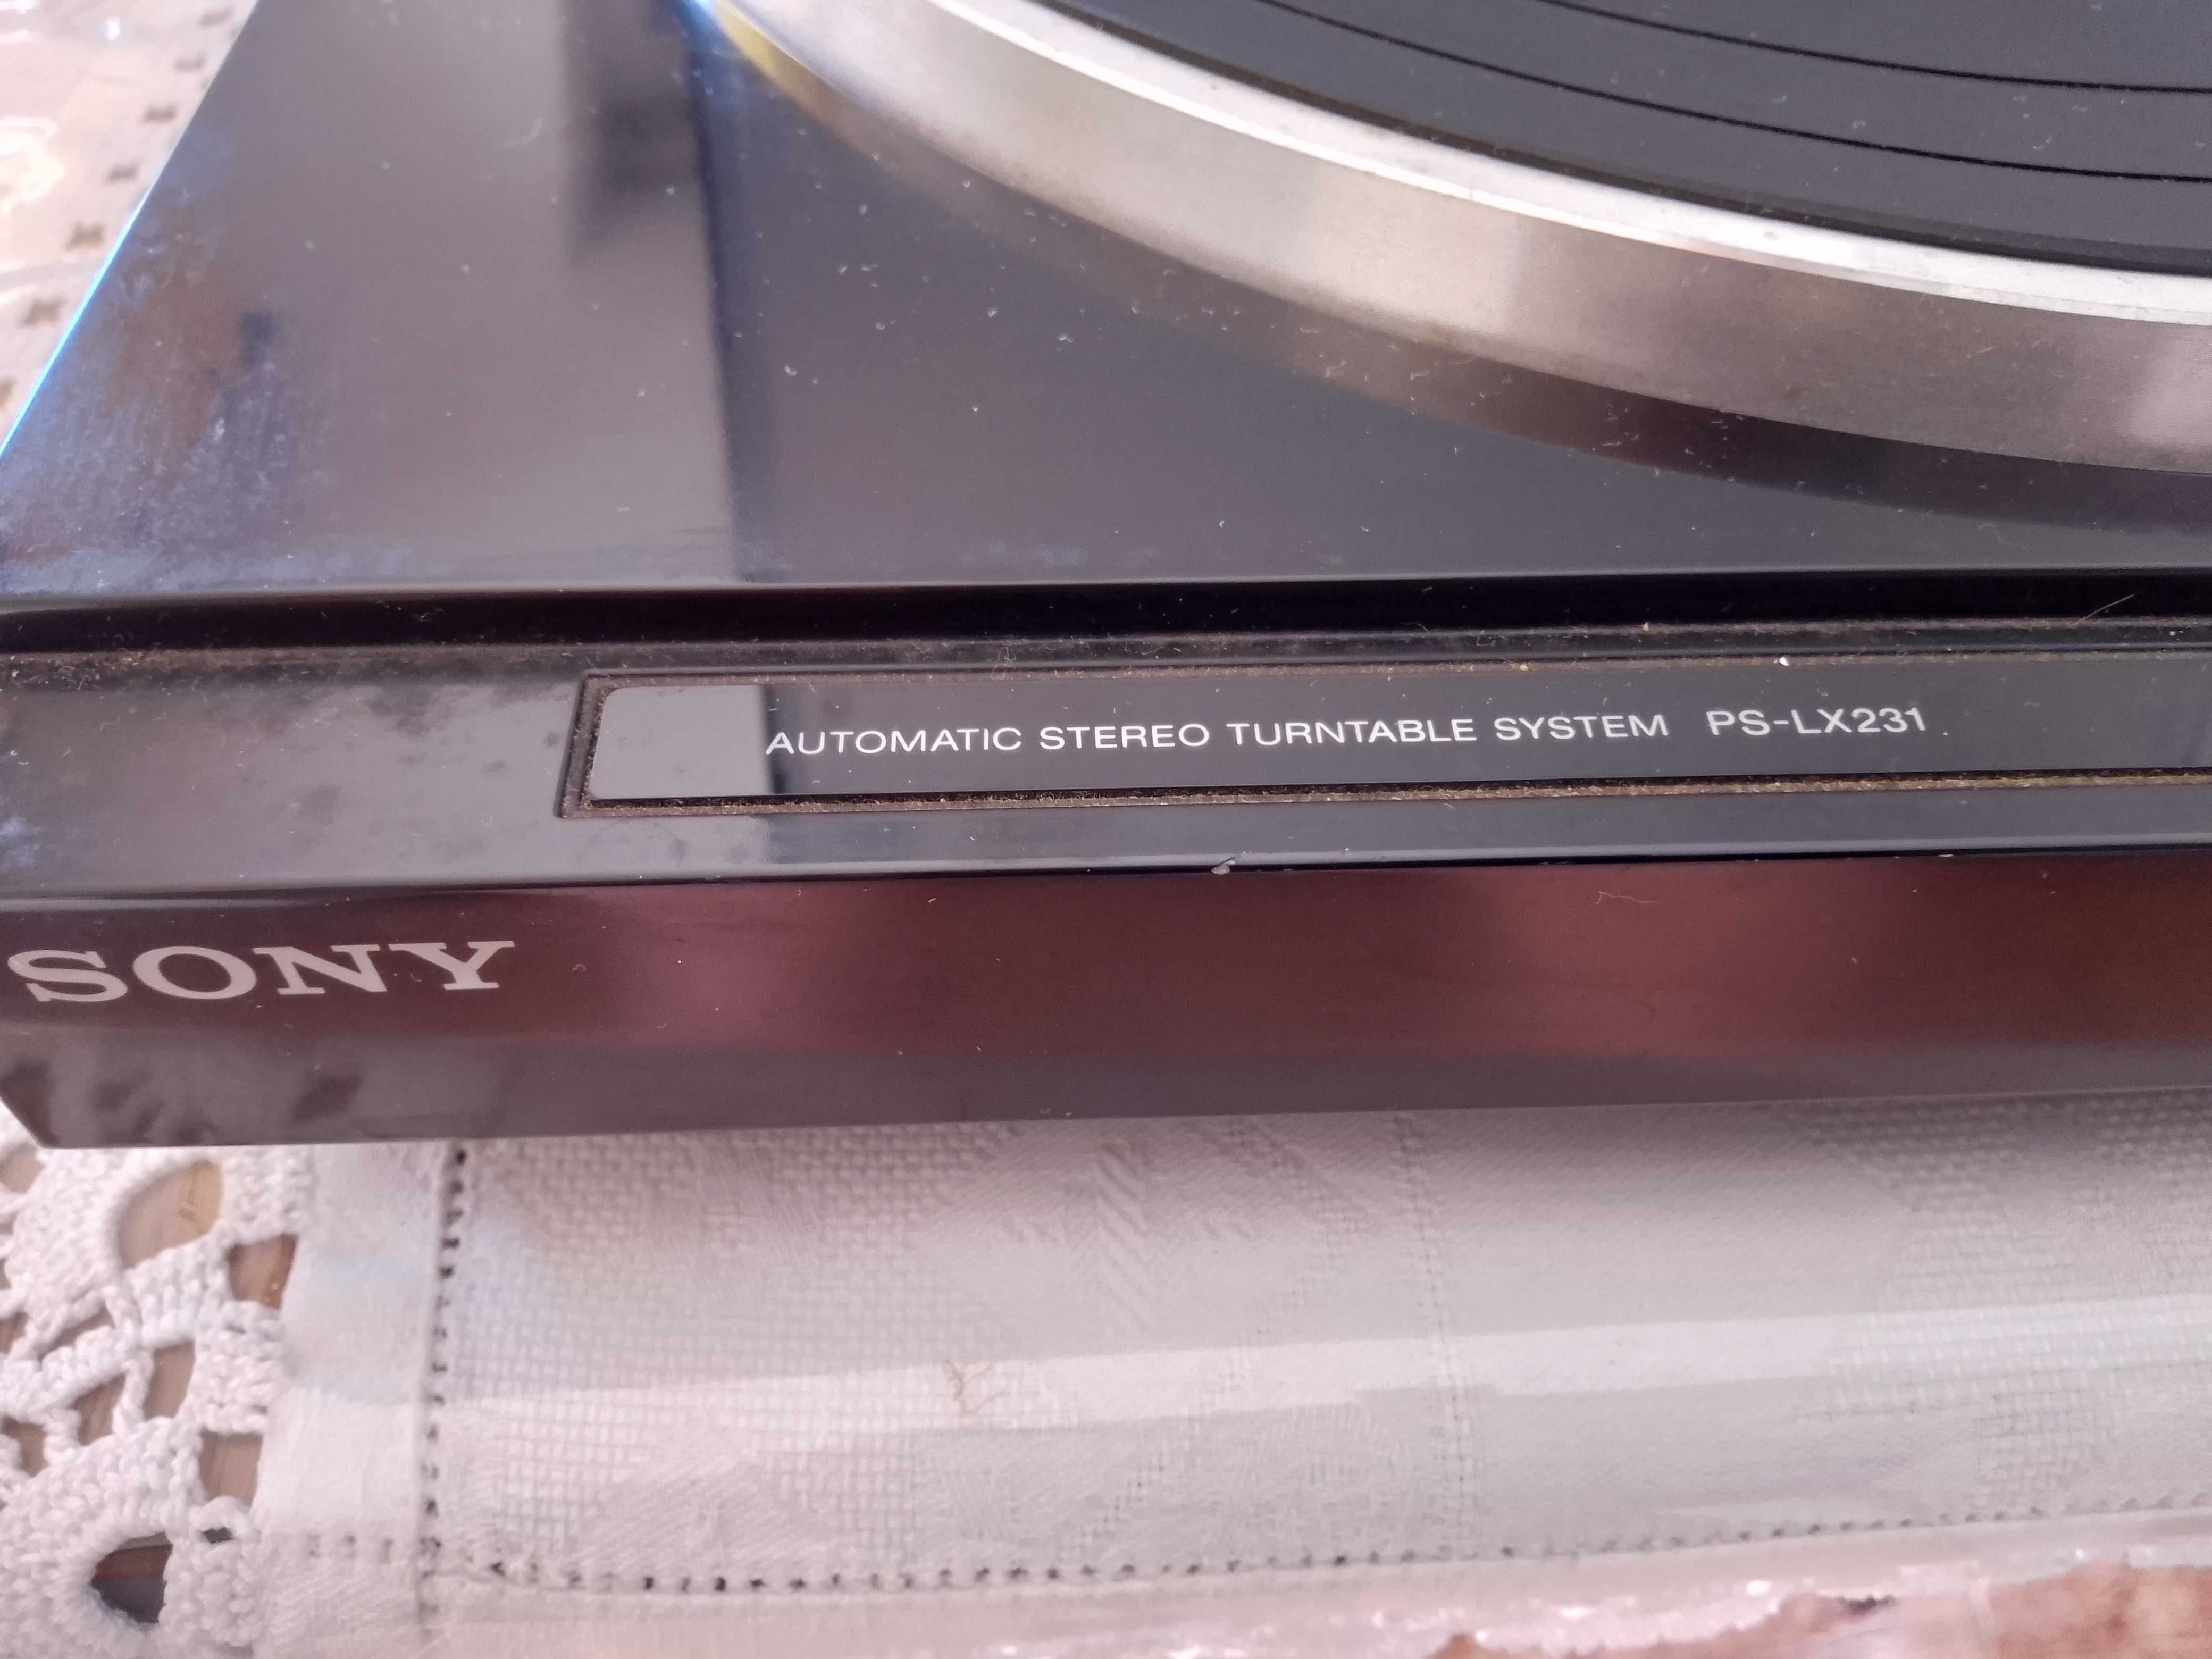 AUTOMATIC STEREO TURNTABLE SYSTEM PS-LX231
SONY